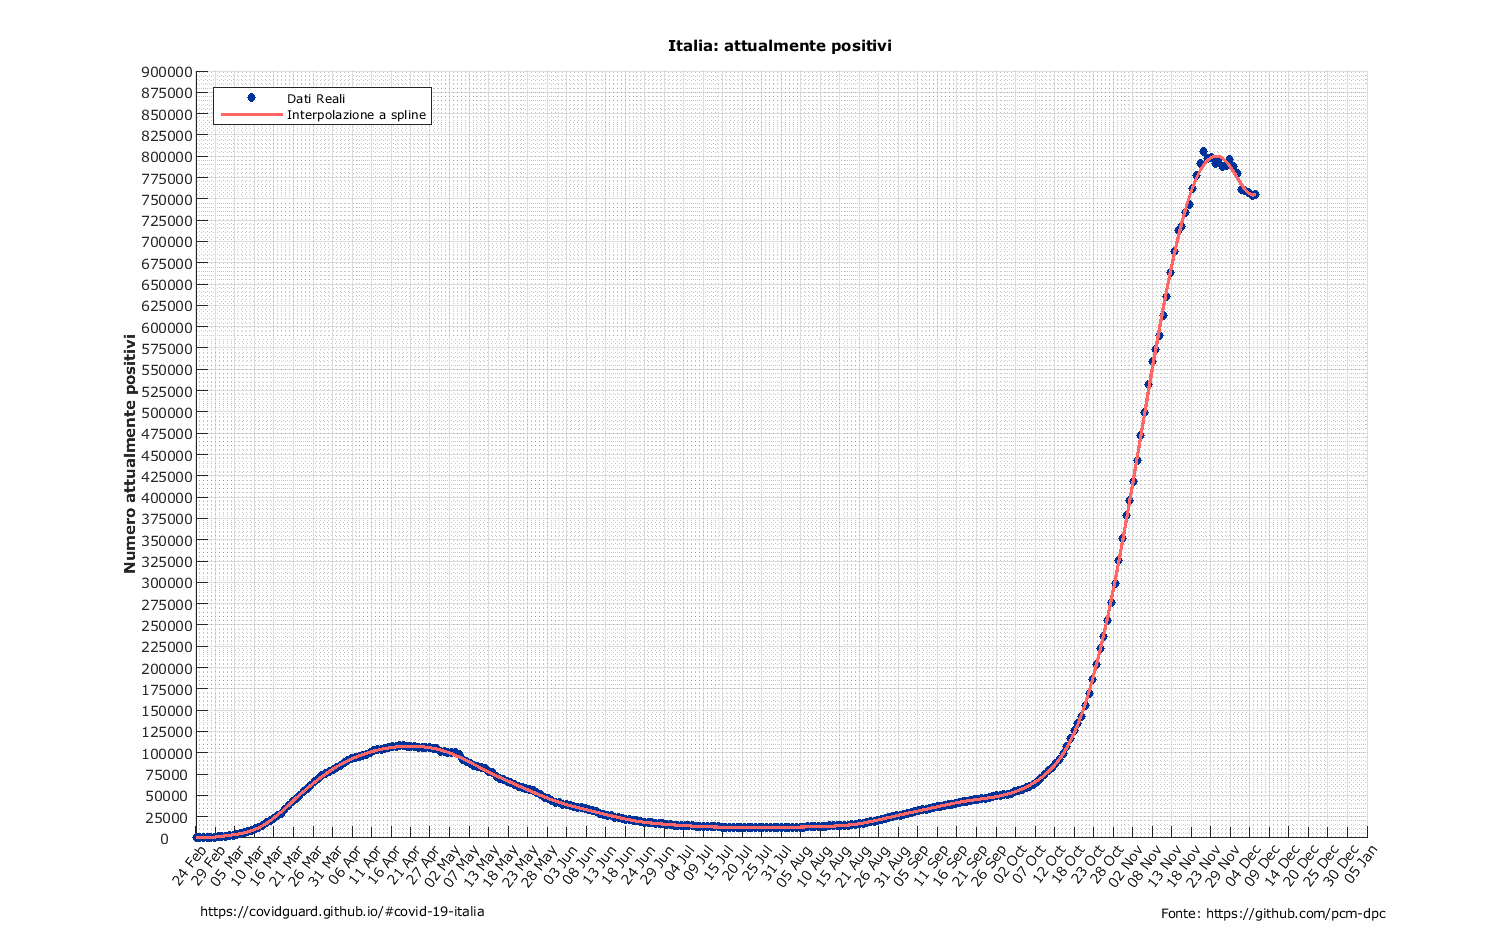 Italia: attualmente positivi
900000
875000
850000
825000
800000
775000
750000
725000
700000
675000
650000
625000
600000
575000
550000
525000
500000
475000
450000
425000
400000
375000
350000
325000
300000
275000
250000
225000
200000
175000
150000
125000
100000
75000
50000
25000
0
Dati Reali
Interpolazione a spline
Numero attualmente positivi
24 Feb
29 Feb
05 Mar
10 Mar
16 Mar
21 Mar
26 Mar
31 Mar
06 Apr
11 Apr
16 Apr
21 Apr
27 Apr
02 May
07 May
13 May
18 May
23 May
28 May
03 Jun
08 Jun
13 Jun
18 Jun
24 Jun
29 Jun
04 Jul
09 Jul
15 Jul
20 Jul
25 Jul
31 Jul
05 Aug
10 Aug
15 Aug
21 Aug
26 Aug
31 Aug
05 Sep
11 Sep
16 Sep
21 Sep
26 Sep
02 Oct
07 Oct
12 Oct
18 Oct
23 Oct
28 Oct
02 Nov
08 Nov
13 Nov
18 Nov
23 Nov
29 Nov
04 Dec
09 Dec
14 Dec
20 Dec
25 Dec
30 Dec
05 Jan
https://covidguard.github.io/#covid-19-italia
Fonte: https://github.com/pcm-dpc